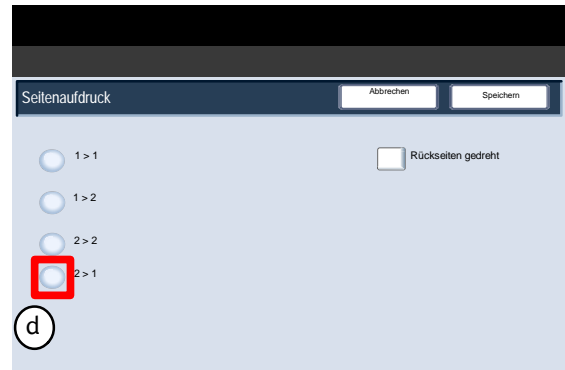 Seitenaufdruck
Abbrechen
Speichern
1 > 1
Rückseiten gedreht
1 > 2
2 > 2
2 > 1
d